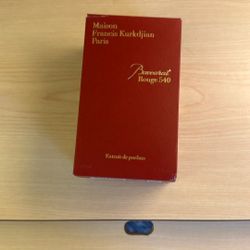 Maison
Francis Kurkdjian
Paris
Baccarat
Rouge 540
Extrait de parfum